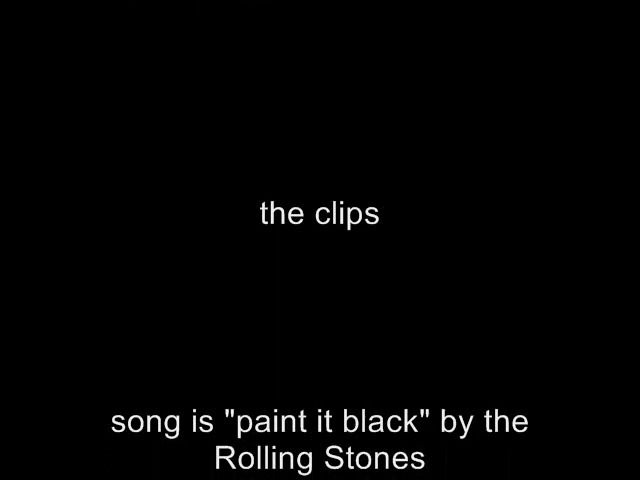 the clips
song is "paint it black" by the
Rolling Stones